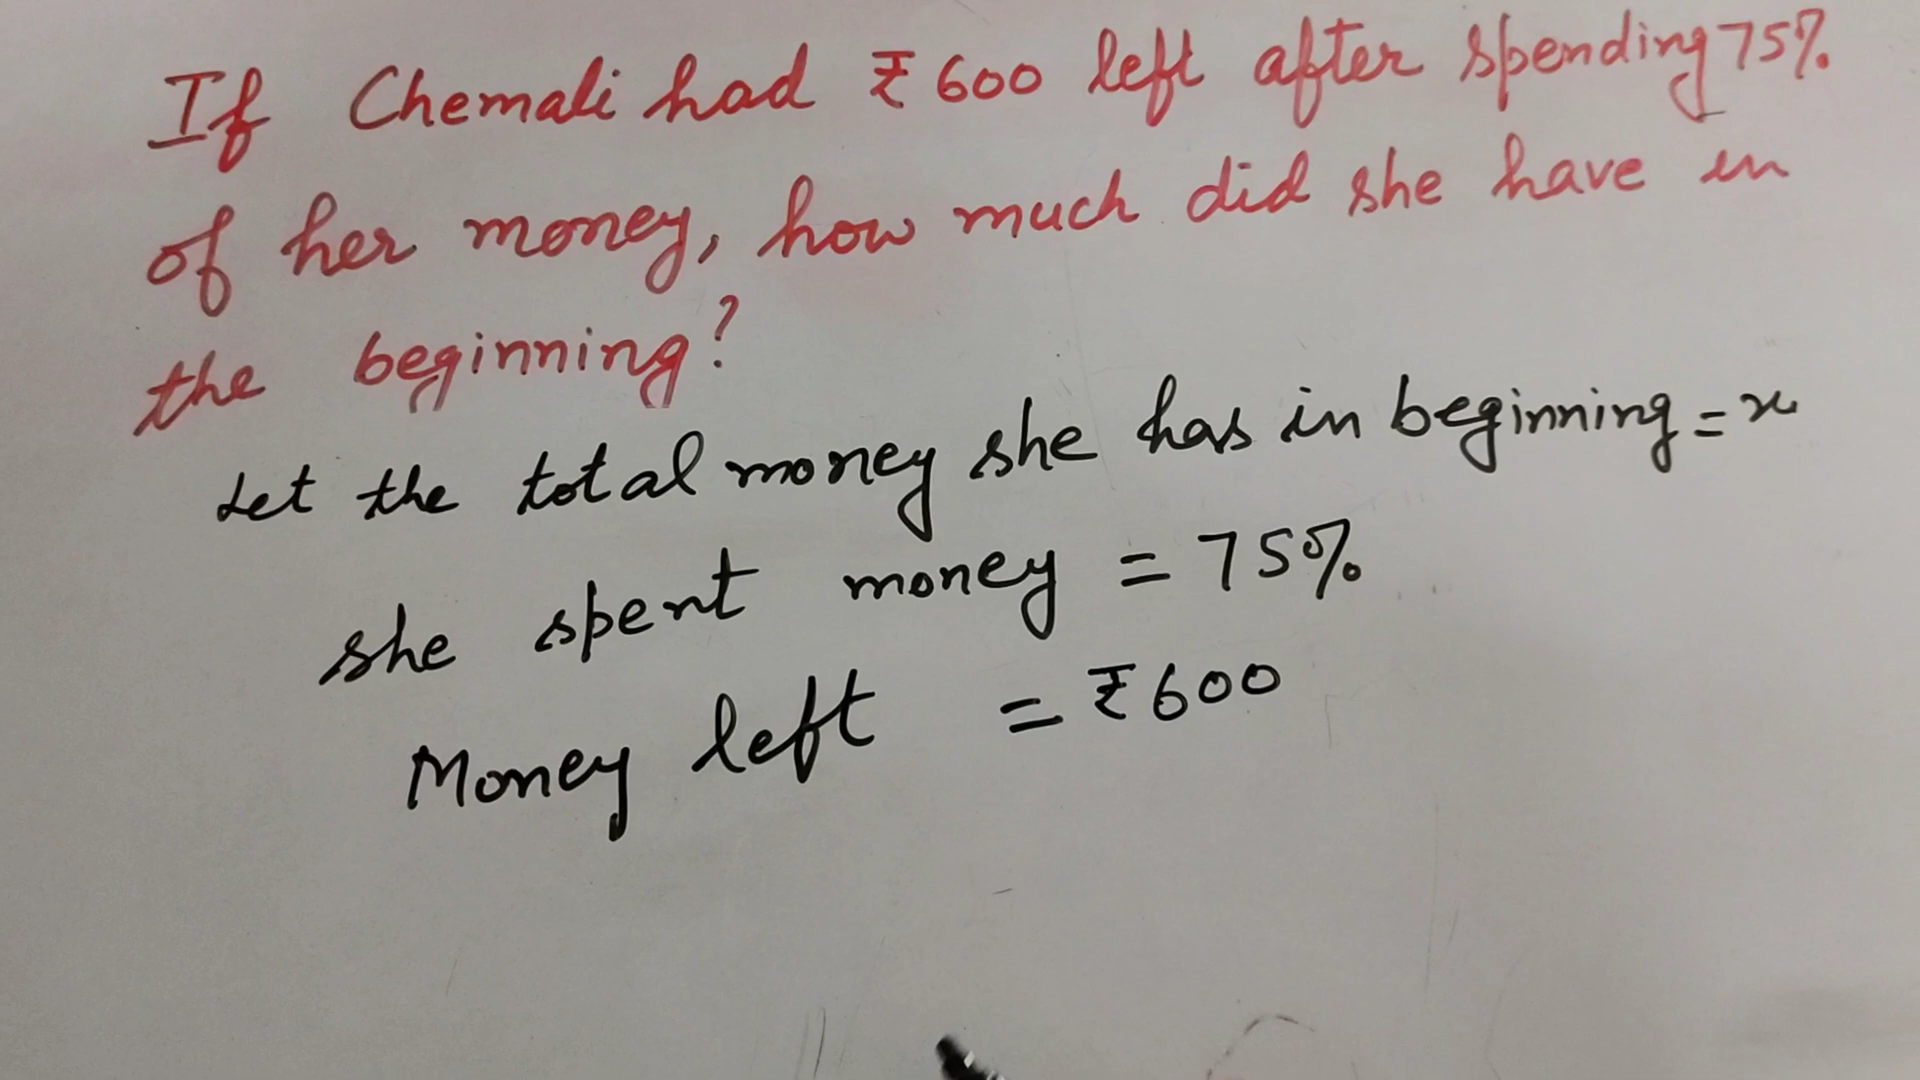 If Chemali had ₹600 left after spending 75%
of her money, how much did she have in
the beginning?
Let the total money she has in beginning = x
she spent money = 75%
Money left = ₹600